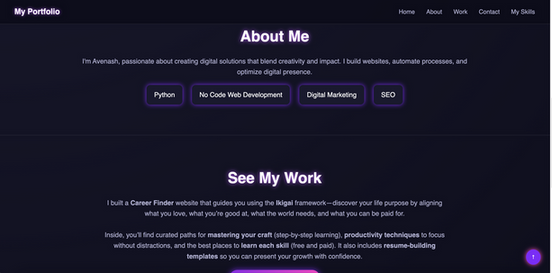 My Portfolio
Home About Work Contact My Skills
About Me
I'm Avenash, passionate about creating digital solutions that blend creativity and impact. I build websites, automate processes, and
optimize digital presence.
Python No Code Web Development Digital Marketing SEO
See My Work
I built a Career Finder website that guides you using the Ikigai framework—discover your life purpose by aligning
what you love, what you're good at, what the world needs, and what you can be paid for.
Inside, you'll find curated paths for mastering your craft (step-by-step learning), productivity techniques to focus
without distractions, and the best places to learn each skill (free and paid). It also includes resume-building
templates so you can present your growth with confidence.
↑